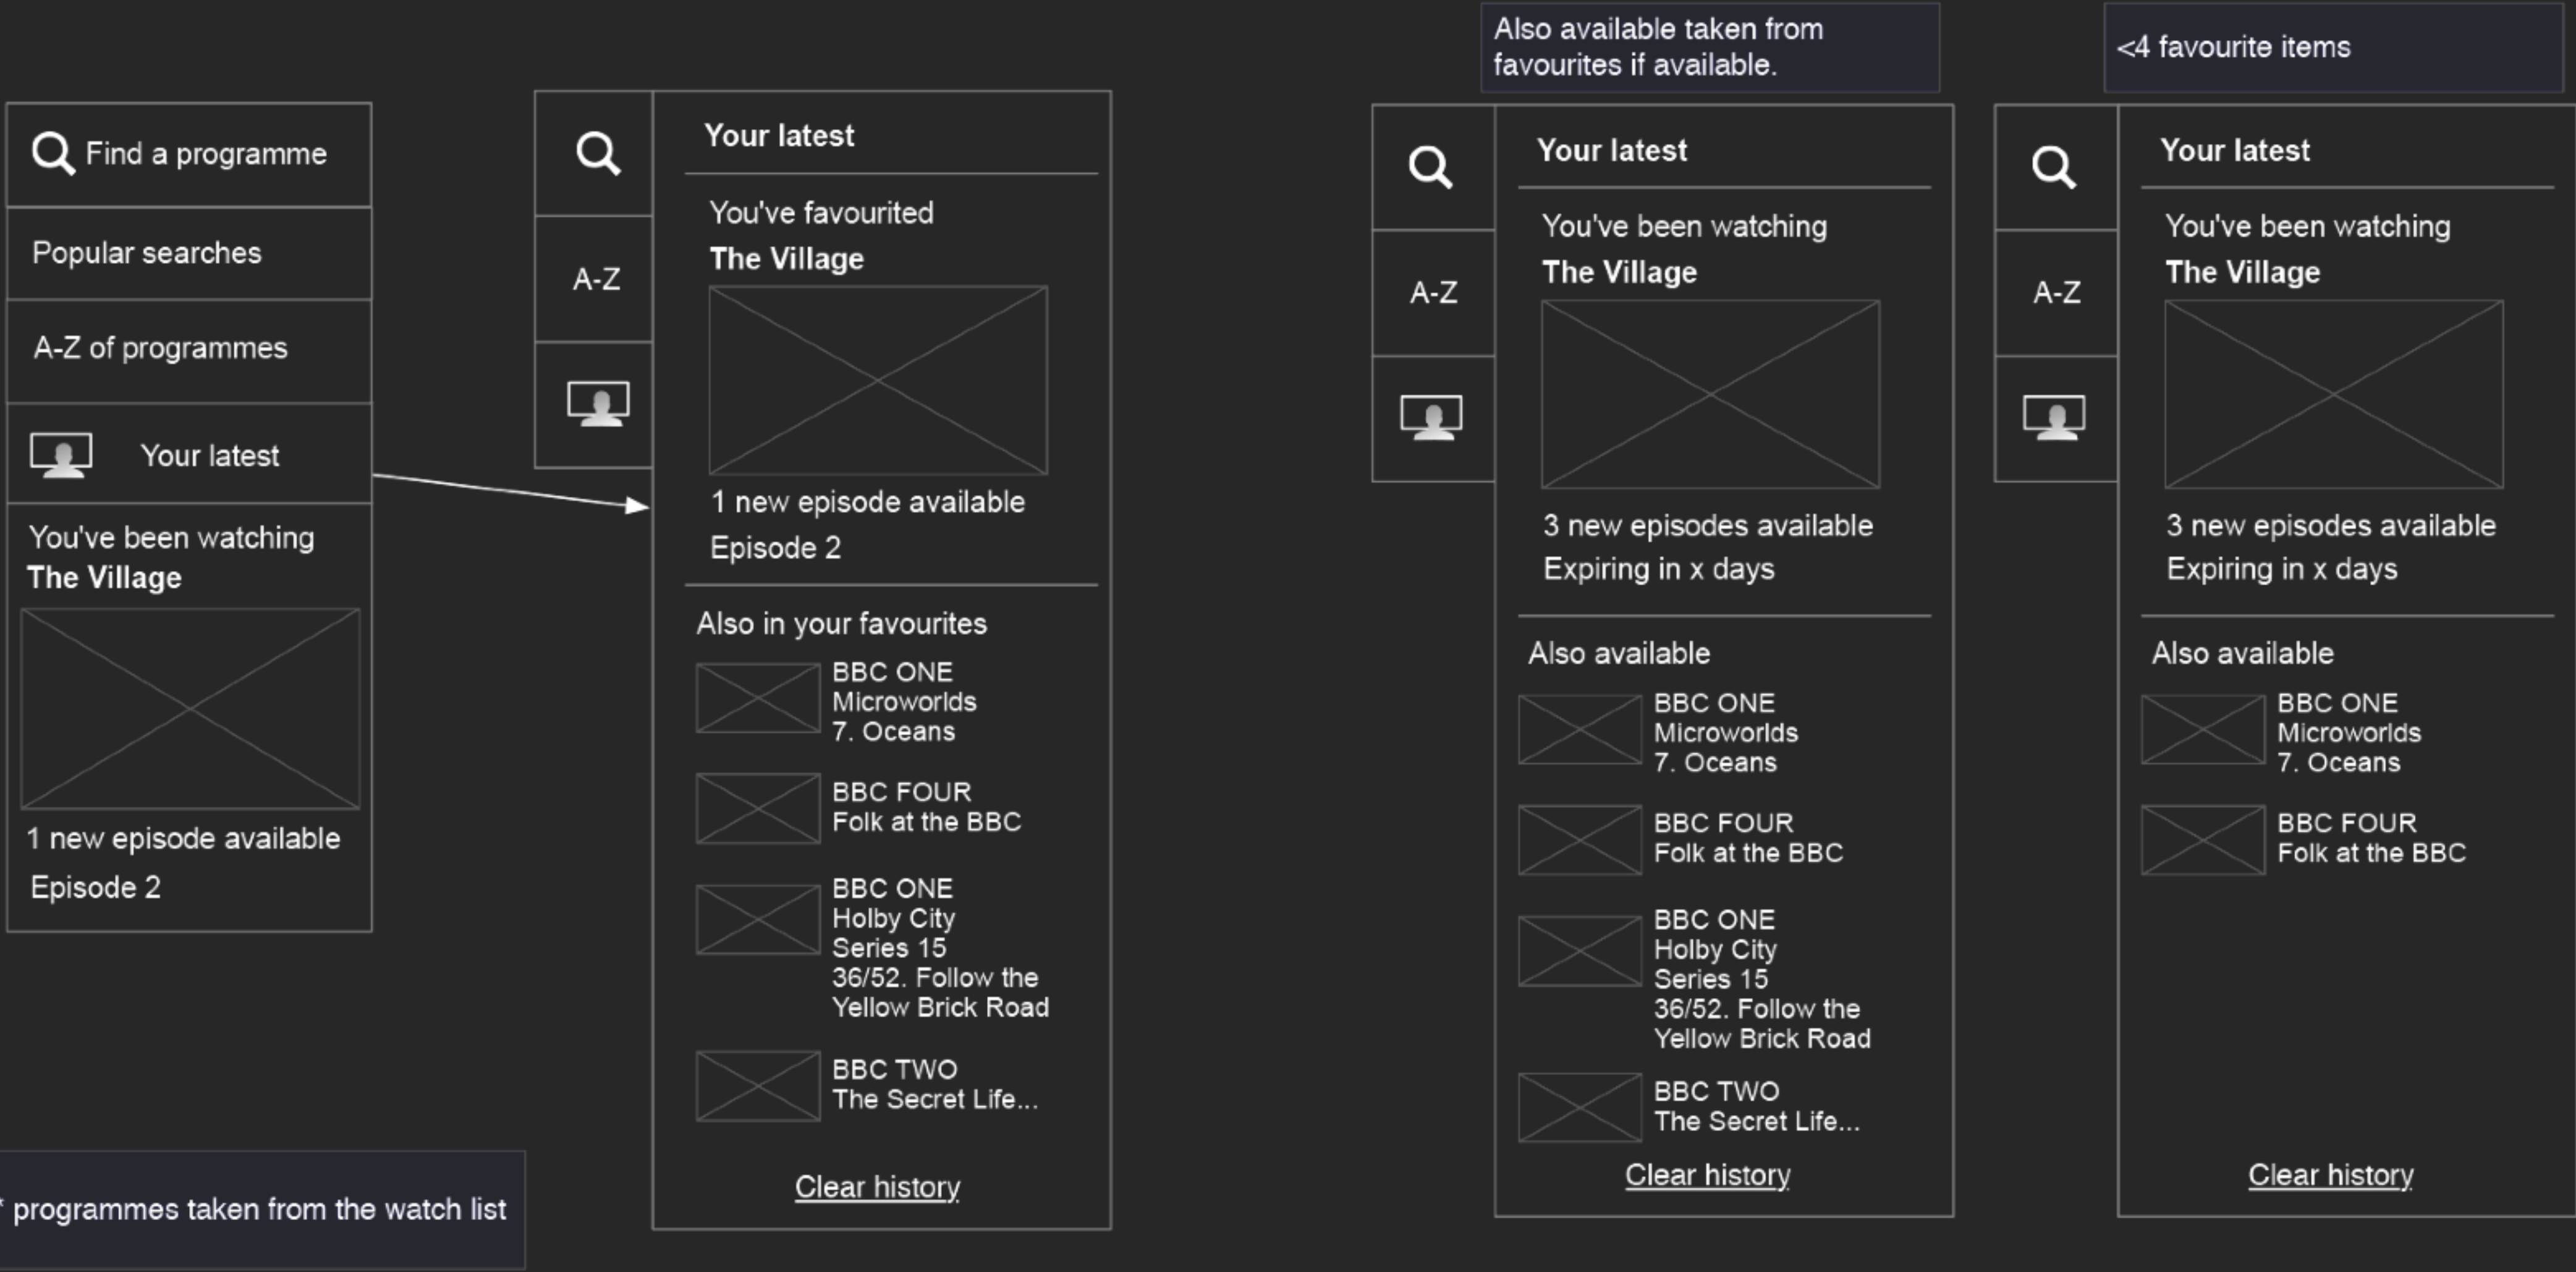 Find a programme
Popular searches
A-Z of programmes
Your latest
You've been watching
The Village
1 new episode available
Episode 2
* programmes taken from the watch list
A-Z
Your latest
You've favourited
The Village
1 new episode available
Episode 2
Also in your favourites
BBC ONE
Microworlds
7. Oceans
BBC FOUR
Folk at the BBC
BBC ONE
Holby City
Series 15
36/52. Follow the
Yellow Brick Road
BBC TWO
The Secret Life...
Clear history
Also available taken from
favourites if available.
A-Z
Your latest
You've been watching
The Village
3 new episodes available
Expiring in x days
Also available
BBC ONE
Microworlds
7. Oceans
BBC FOUR
Folk at the BBC
BBC ONE
Holby City
Series 15
36/52. Follow the
Yellow Brick Road
BBC TWO
The Secret Life...
Clear history
<4 favourite items
A-Z
Your latest
You've been watching
The Village
3 new episodes available
Expiring in x days
Also available
BBC ONE
Microworlds
7. Oceans
BBC FOUR
Folk at the BBC
Clear history